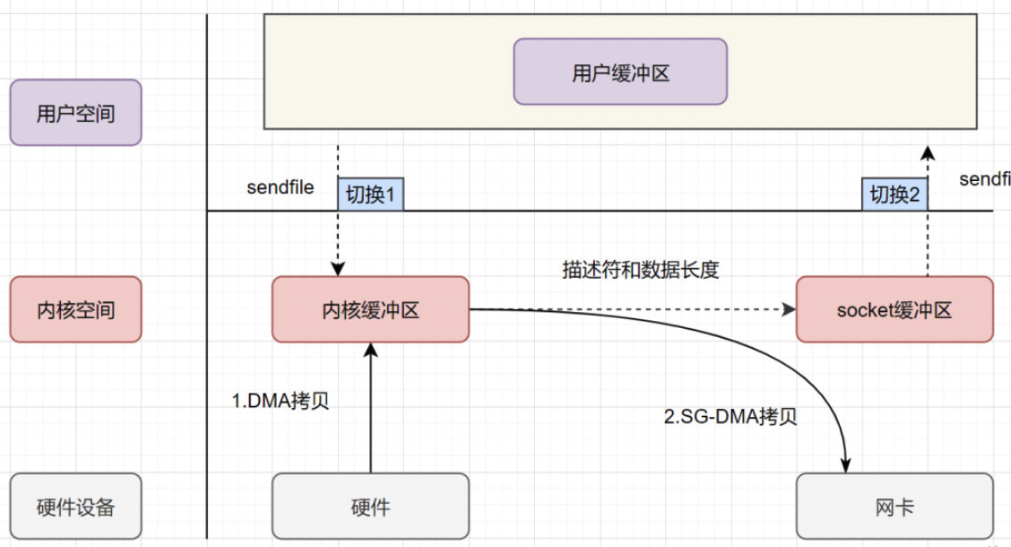 用户缓冲区
用户空间
sendfile
切换1
切换2
sendfi
描述符和数据长度
内核空间
内核缓冲区
socket缓冲区
1.DMA拷贝
2.SG-DMA拷贝
硬件设备
硬件
网卡